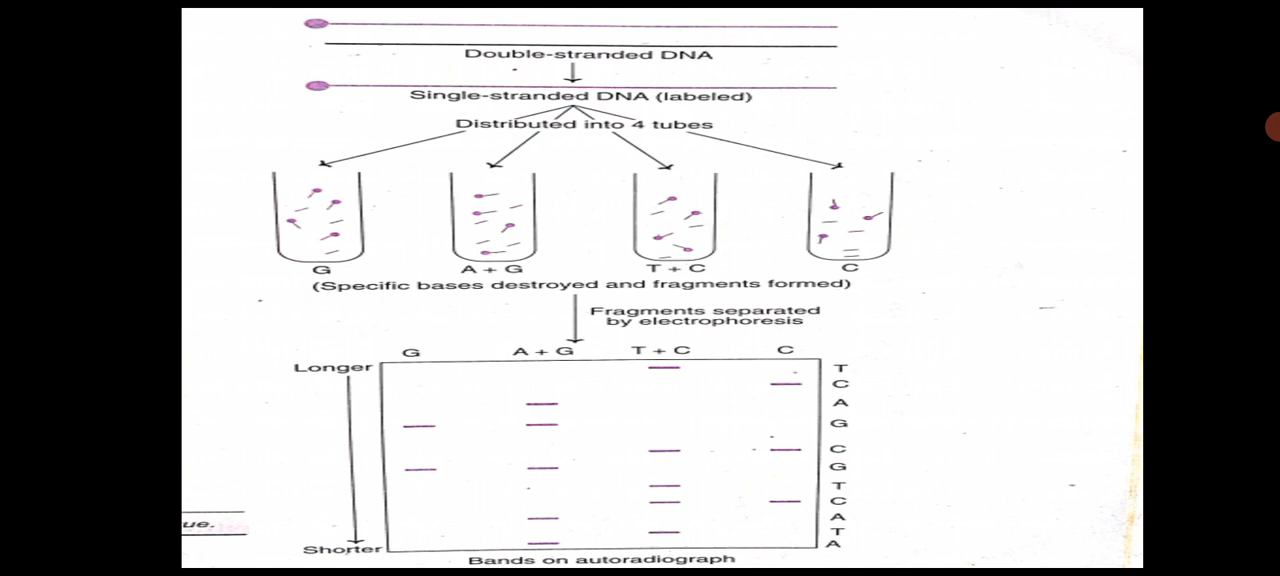 Double-stranded DNA
Single-stranded DNA (labeled)
Distributed into 4 tubes
G A + G T + C C
(Specific bases destroyed and fragments formed)
Fragments separated
by electrophoresis
G A + G T + C C
Longer
T
C
A
G
C
G
T
C
A
T
A
Shorter
Bands on autoradiograph
ue.